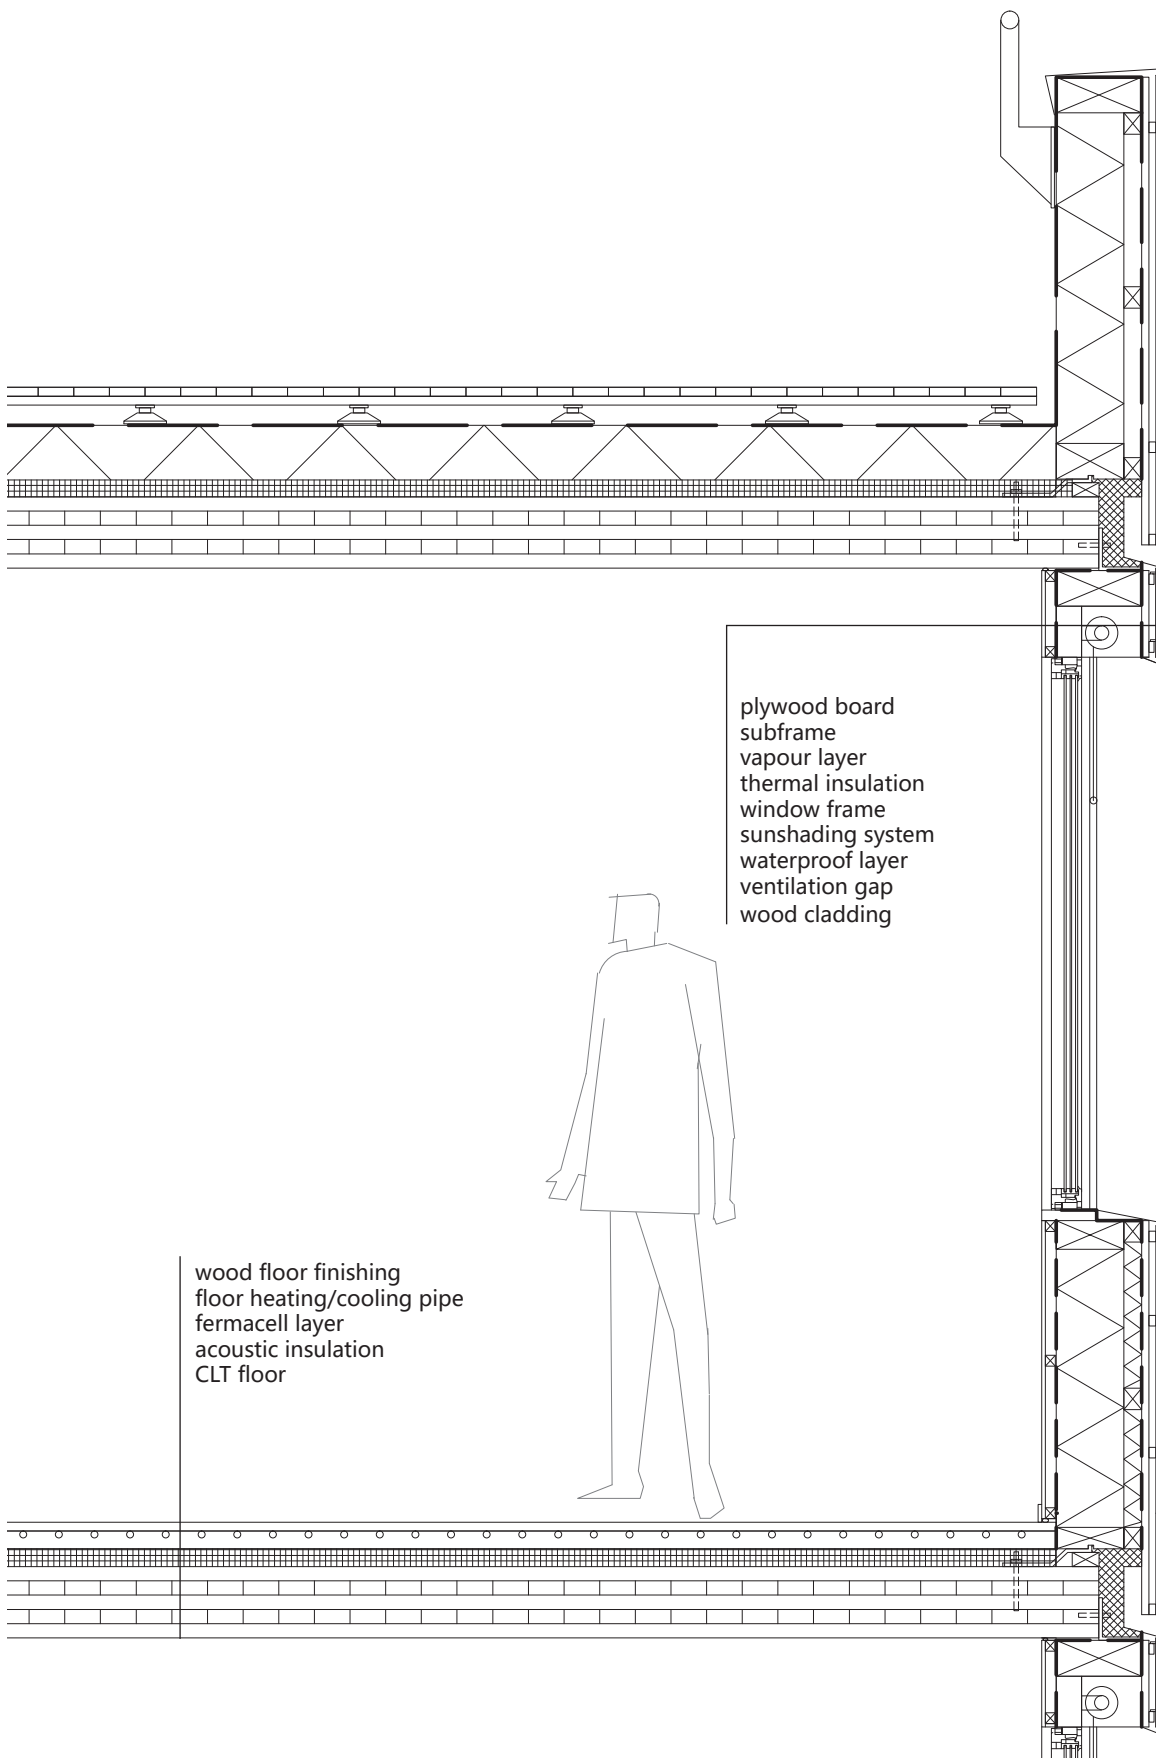 plywood board
subframe
vapour layer
thermal insulation
window frame
sunshading system
waterproof layer
ventilation gap
wood cladding
wood floor finishing
floor heating/cooling pipe
fermacell layer
acoustic insulation
CLT floor